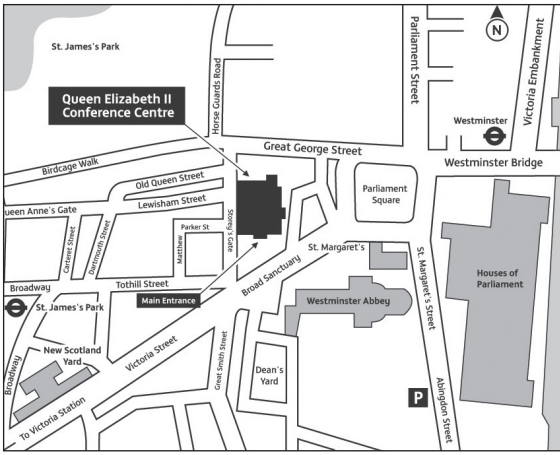 St. James's Park
Horse Guards Road
Parliament Street
N
Victoria Embankment
Queen Elizabeth II
Conference Centre
Westminster
Great George Street
Westminster Bridge
Birdcage Walk
Old Queen Street
Lewisham Street
Parliament
Square
ueen Anne's Gate
Storey's Gate
Parker St
Matthew
Carteret Street
Dartmouth Street
St. Margaret's
St. Margaret's Street
Houses of
Parliament
Broad Sanctuary
Tothill Street
Broadway
Main Entrance
Westminster Abbey
St. James's Park
Victoria Street
Great Smith Street
New Scotland
Yard
Broadway
Dean's
Yard
P
Abingdon Street
To Victoria Station